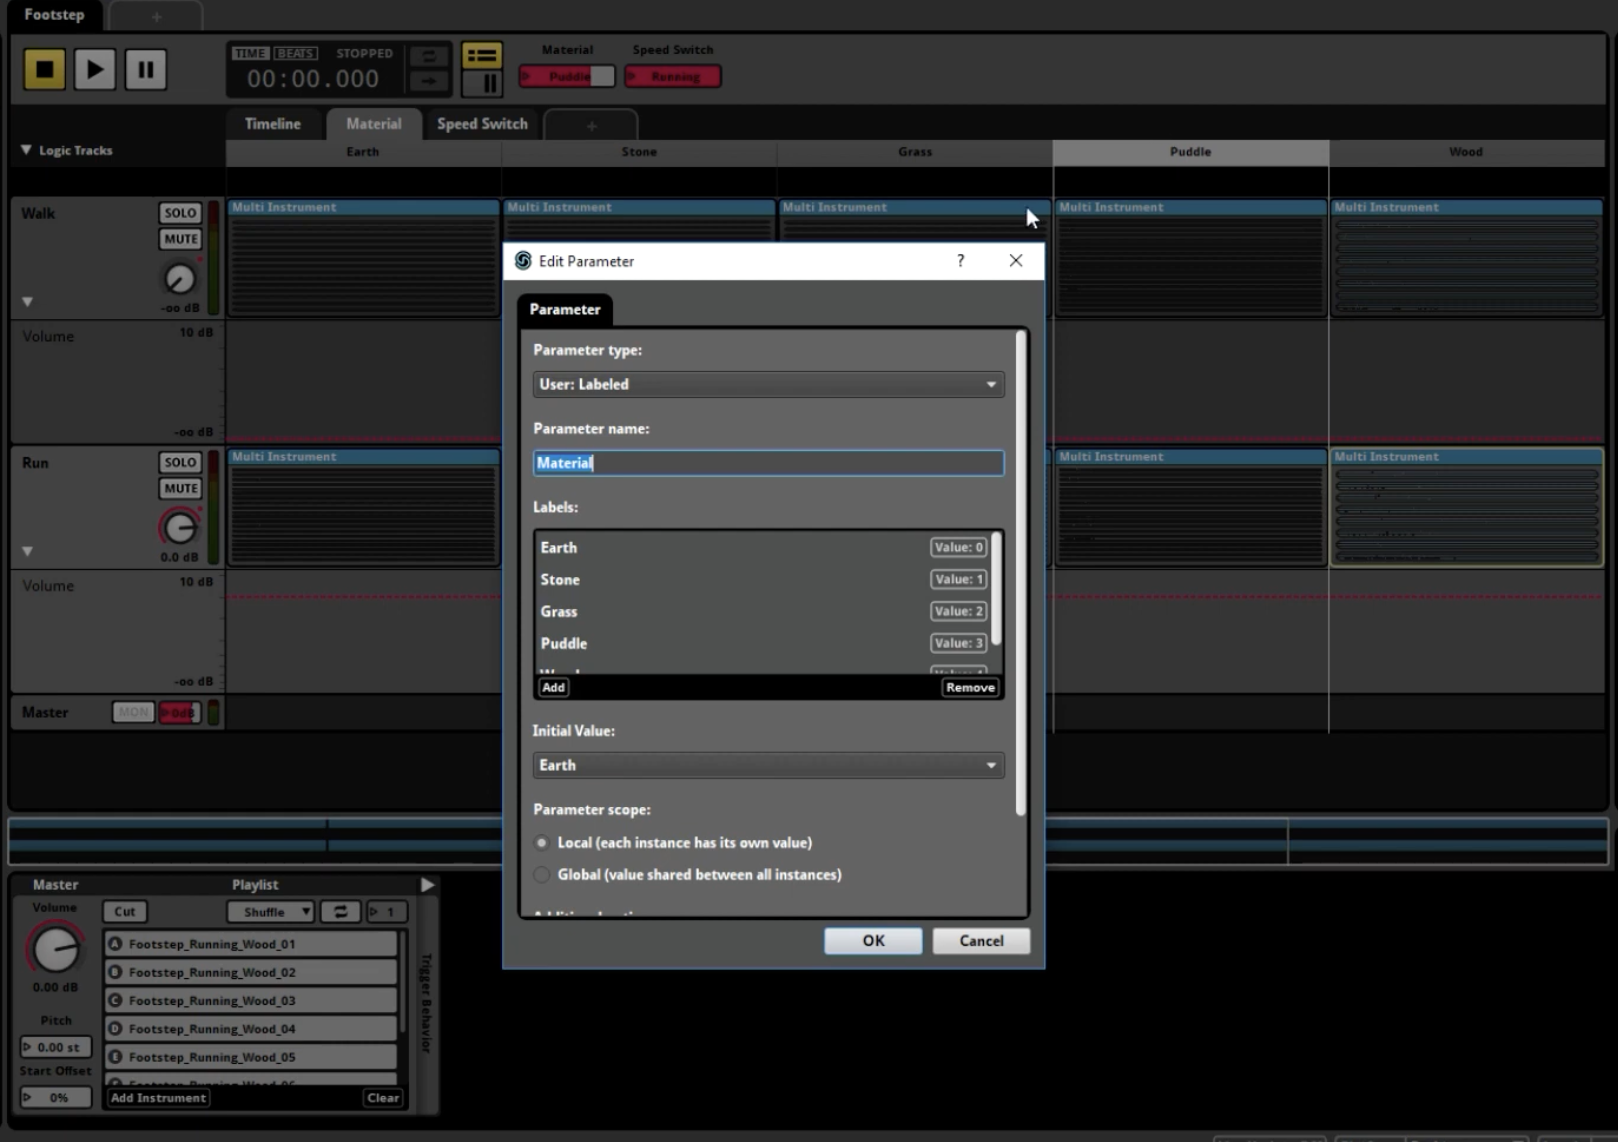 Footstep
+
TIME BEATS STOPPED
00:00.000
Material
Speed Switch
Puddle
Running
Timeline
Material
Speed Switch
+
Logic Tracks
Earth
Stone
Grass
Puddle
Wood
Walk
SOLO
MUTE
-oo dB
Multi Instrument
Multi Instrument
Multi Instrument
Multi Instrument
Multi Instrument
Volume
10 dB
-oo dB
Run
SOLO
MUTE
0.0 dB
Multi Instrument
Multi Instrument
Multi Instrument
Volume
10 dB
-oo dB
Master
MON
0dB
Edit Parameter
?
Parameter
Parameter type:
User: Labeled
Parameter name:
Material
Labels:
Earth
Value: 0
Stone
Value: 1
Grass
Value: 2
Puddle
Value: 3
Add
Remove
Initial Value:
Earth
Parameter scope:
Local (each instance has its own value)
Global (value shared between all instances)
OK
Cancel
Master
Volume
0.00 dB
Pitch
0.00 st
Start Offset
0%
Playlist
Cut
Shuffle
1
A Footstep_Running_Wood_01
B Footstep_Running_Wood_02
C Footstep_Running_Wood_03
D Footstep_Running_Wood_04
E Footstep_Running_Wood_05
Footstep_Running_Wood_06
Add Instrument
Clear
Trigger Behavior